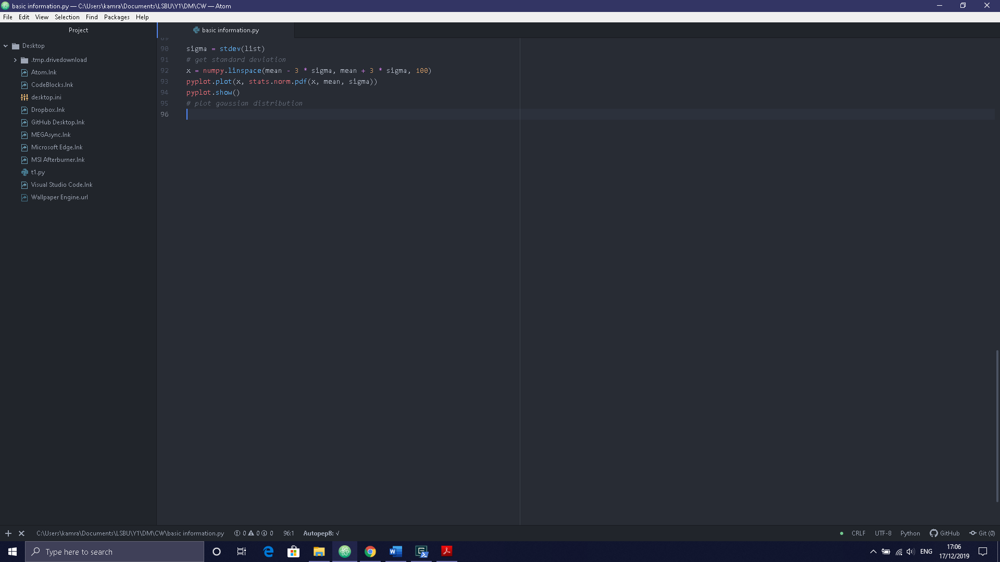 basic information.py — C:\Users\kamra\Documents\LSBU\Y1\DM\CW — Atom
File Edit View Selection Find Packages Help
Project
basic information.py
Desktop
.tmp.drivedownload
Atom.lnk
CodeBlocks.lnk
desktop.ini
Dropbox.lnk
GitHub Desktop.lnk
MEGAsync.lnk
Microsoft Edge.lnk
MSI Afterburner.lnk
t1.py
Visual Studio Code.lnk
Wallpaper Engine.url
89
90 sigma = stdev(list)
91 # get standard deviation
92 x = numpy.linspace(mean - 3 * sigma, mean + 3 * sigma, 100)
93 pyplot.plot(x, stats.norm.pdf(x, mean, sigma))
94 pyplot.show()
95 # plot gaussian distribution
96
C:\Users\kamra\Documents\LSBU\Y1\DM\CW\basic information.py 0 0 0 96:1 Autopep8: √ CRLF UTF-8 Python GitHub Git (0)
Type here to search
ENG
17:06
17/12/2019